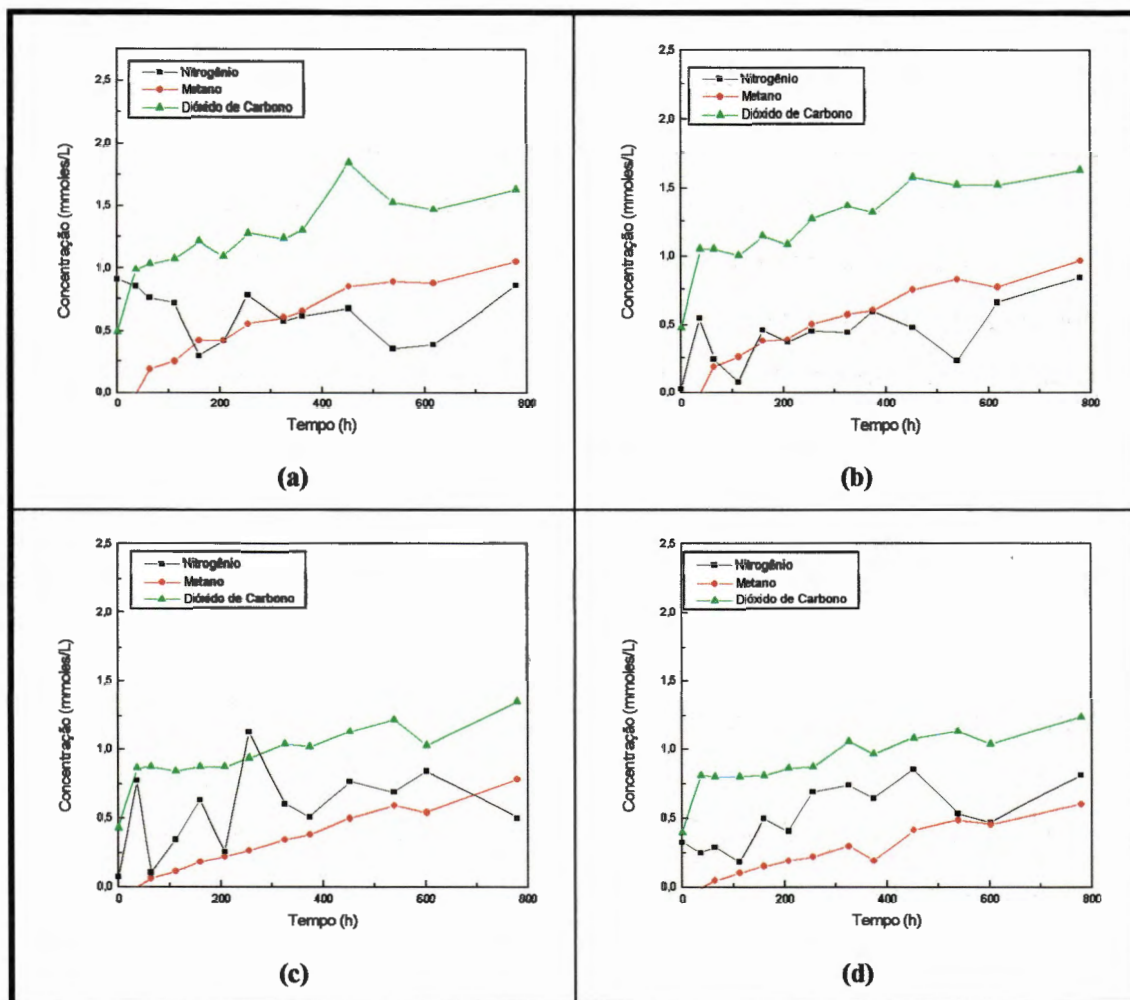 2,5
2,0
1,5
1,0
0,5
0,0
Concentração (mmoles/L)
Nitrogênio
Metano
Dióxido de Carbono
0
200
400
600
800
Tempo (h)
(a)
2,5
2,0
1,5
1,0
0,5
0,0
Concentração (mmoles/L)
Nitrogênio
Metano
Dióxido de Carbono
0
200
400
600
800
Tempo (h)
(b)
2,5
2,0
1,5
1,0
0,5
0,0
Concentração (mmoles/L)
Nitrogênio
Metano
Dióxido de Carbono
0
200
400
600
800
Tempo (h)
(c)
2,5
2,0
1,5
1,0
0,5
0,0
Concentração (mmoles/L)
Nitrogênio
Metano
Dióxido de Carbono
0
200
400
600
800
Tempo (h)
(d)